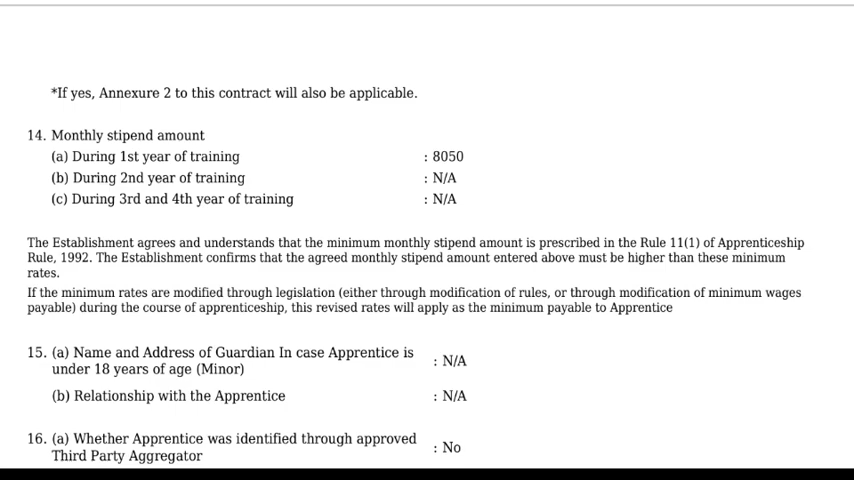 *If yes, Annexure 2 to this contract will also be applicable.
14. Monthly stipend amount
(a) During 1st year of training : 8050
(b) During 2nd year of training : N/A
(c) During 3rd and 4th year of training : N/A
The Establishment agrees and understands that the minimum monthly stipend amount is prescribed in the Rule 11(1) of Apprenticeship
Rule, 1992. The Establishment confirms that the agreed monthly stipend amount entered above must be higher than these minimum
rates.
If the minimum rates are modified through legislation (either through modification of rules, or through modification of minimum wages
payable) during the course of apprenticeship, this revised rates will apply as the minimum payable to Apprentice
15. (a) Name and Address of Guardian In case Apprentice is
under 18 years of age (Minor) : N/A
(b) Relationship with the Apprentice : N/A
16. (a) Whether Apprentice was identified through approved
Third Party Aggregator : No